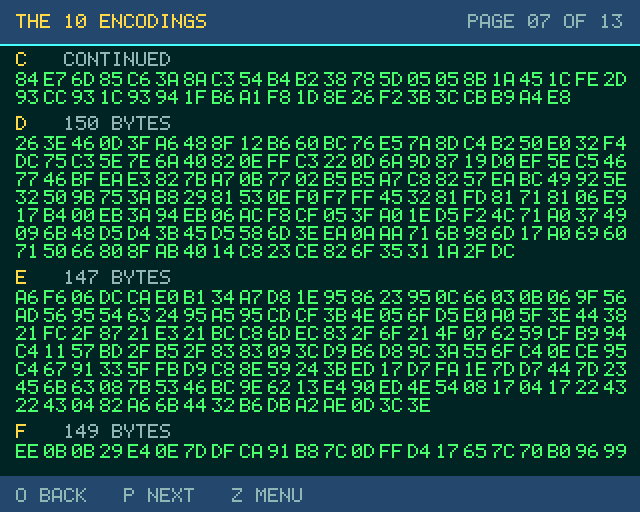 THE 10 ENCODINGS PAGE 07 OF 13
C CONTINUED
84 E7 6D 85 C6 3A 8A C3 54 B4 B2 38 78 5D 05 05 8B 1A 45 1C FE 2D
93 CC 93 1C 93 94 1F B6 A1 F8 1D 8E 26 F2 3B 3C CB B9 A4 E8
D 150 BYTES
26 3E 46 0D 3F A6 48 8F 12 B6 60 BC 76 E5 7A 8D C4 B2 50 E0 32 F4
DC 75 C3 5E 7E 6A 40 82 0E FF C3 22 0D 6A 9D 87 19 D0 EF 5E C5 46
77 46 BF EA E3 82 7B A7 0B 77 02 B5 B5 A7 C8 82 57 EA BC 49 92 5E
32 50 9B 75 3A B8 29 81 53 0E F0 F7 FF 45 32 81 FD 81 71 81 06 E9
17 B4 00 EB 3A 94 EB 06 AC F8 CF 05 3F A0 1E D5 F2 4C 71 A0 37 49
09 6B 48 D5 D4 3B 45 D5 58 6D 3E EA 0A AA 71 6B 98 6D 17 A0 69 60
71 50 66 80 8F AB 40 14 C8 23 CE 82 6F 35 31 1A 2F DC
E 147 BYTES
A6 F6 06 DC CA E0 B1 34 A7 D8 1E 95 86 23 95 0C 66 03 0B 06 9F 56
AD 56 95 54 63 24 95 A5 95 CD CF 3B 4E 05 6F D5 E0 A0 5F 3E 44 38
21 FC 2F 87 21 E3 21 BC C8 6D EC 83 2F 6F 21 4F 07 62 59 CF B9 94
C4 11 57 BD 2F B5 2F 83 83 09 3C D9 B6 D8 9C 3A 55 6F C4 0E CE 95
C4 67 91 33 5F FB D9 C8 8E 59 24 3B ED 17 D7 FA 1E 7D D7 44 7D 23
45 6B 63 08 7B 53 46 BC 9E 62 13 E4 90 ED 4E 54 08 17 04 17 22 43
22 43 04 82 A6 6B 44 32 B6 DB A2 AE 0D 3C 3E
F 149 BYTES
EE 0B 0B 29 E4 0E 7D DF CA 91 B8 7C 0D FF D4 17 65 7C 70 B0 96 99
O BACK P NEXT Z MENU